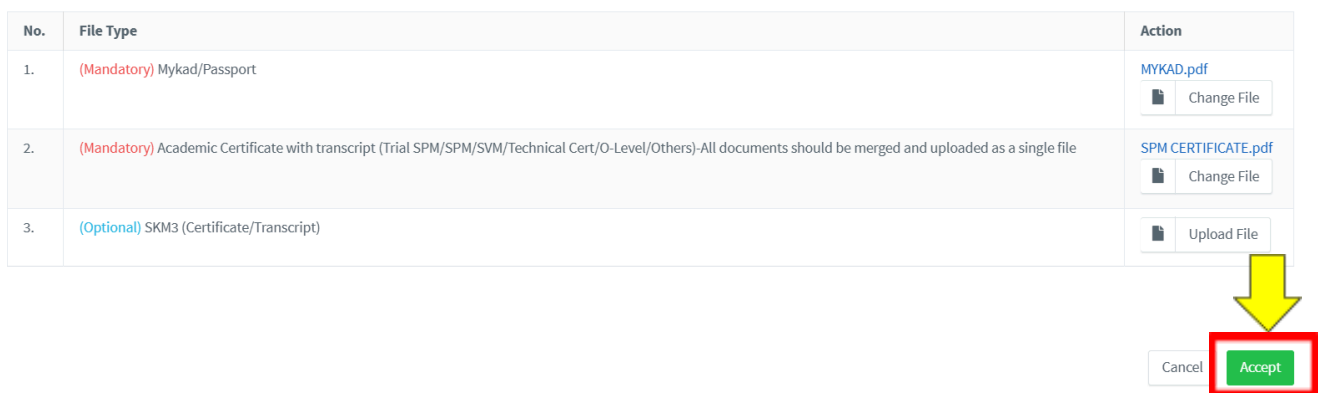 No. File Type Action
1. (Mandatory) Mykad/Passport MYKAD.pdf
Change File
2. (Mandatory) Academic Certificate with transcript (Trial SPM/SPM/SVM/Technical Cert/O-Level/Others)-All documents should be merged and uploaded as a single file SPM CERTIFICATE.pdf
Change File
3. (Optional) SKM3 (Certificate/Transcript) Upload File
Cancel Accept